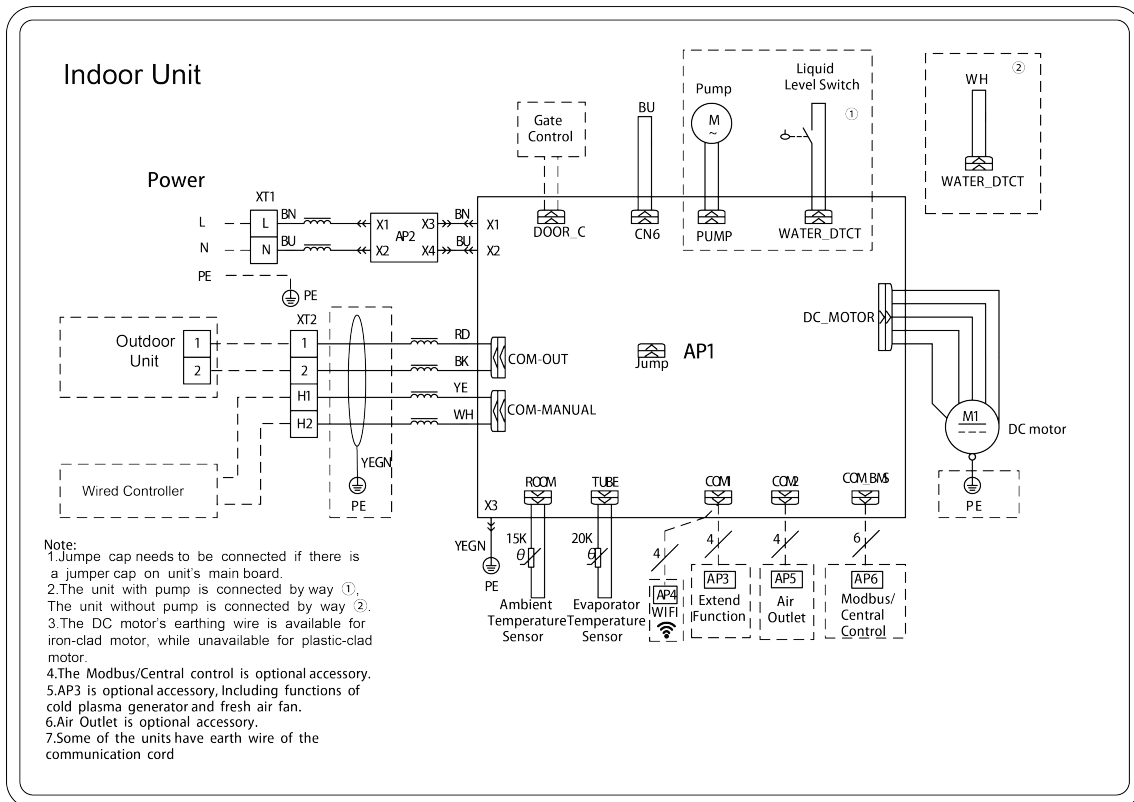 Indoor Unit
Power
XT1
L
N
PE
L
N
BN
BU
PE
X1
X2
AP2
X3
X4
BN
BU
X1
X2
Gate
Control
DOOR_C
BU
CN6
Pump
M
~
PUMP
Liquid
Level Switch
①
WATER_DTCT
②
WH
WATER_DTCT
Outdoor
Unit
1
2
XT2
1
2
H1
H2
RD
BK
YE
WH
COM-OUT
COM-MANUAL
YEGN
PE
Wired Controller
Jump
AP1
DC_MOTOR
M1
DC motor
PE
X3
YEGN
PE
ROOM
15K
θ
Ambient
Temperature
Sensor
TUBE
20K
θ
Evaporator
Temperature
Sensor
COM1
4
AP4
WIFI
4
AP3
Extend
Function
COM2
4
AP5
Air
Outlet
COM_BMS
6
AP6
Modbus/
Central
Control
Note:
1.Jumpe cap needs to be connected if there is
a jumper cap on unit's main board.
2.The unit with pump is connected by way ①,
The unit without pump is connected by way ②.
3.The DC motor's earthing wire is available for
iron-clad motor, while unavailable for plastic-clad
motor.
4.The Modbus/Central control is optional accessory.
5.AP3 is optional accessory, Including functions of
cold plasma generator and fresh air fan.
6.Air Outlet is optional accessory.
7.Some of the units have earth wire of the
communication cord